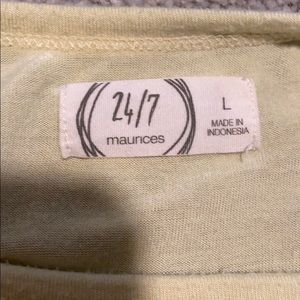 24/7
maurices
L
MADE IN
INDONESIA